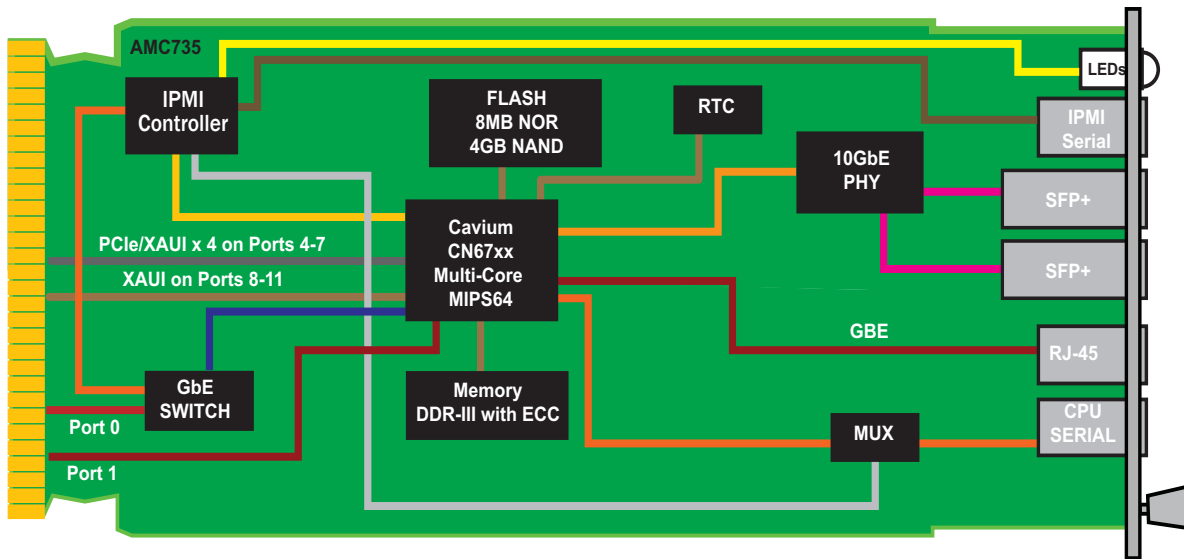 AMC735
LEDs
IPMI
Controller
FLASH
8MB NOR
4GB NAND
RTC
IPMI
Serial
10GbE
PHY
SFP+
SFP+
Cavium
CN67xx
Multi-Core
MIPS64
PCIe/XAUI x 4 on Ports 4-7
XAUI on Ports 8-11
GBE
RJ-45
GbE
SWITCH
Memory
DDR-III with ECC
Port 0
MUX
CPU
SERIAL
Port 1